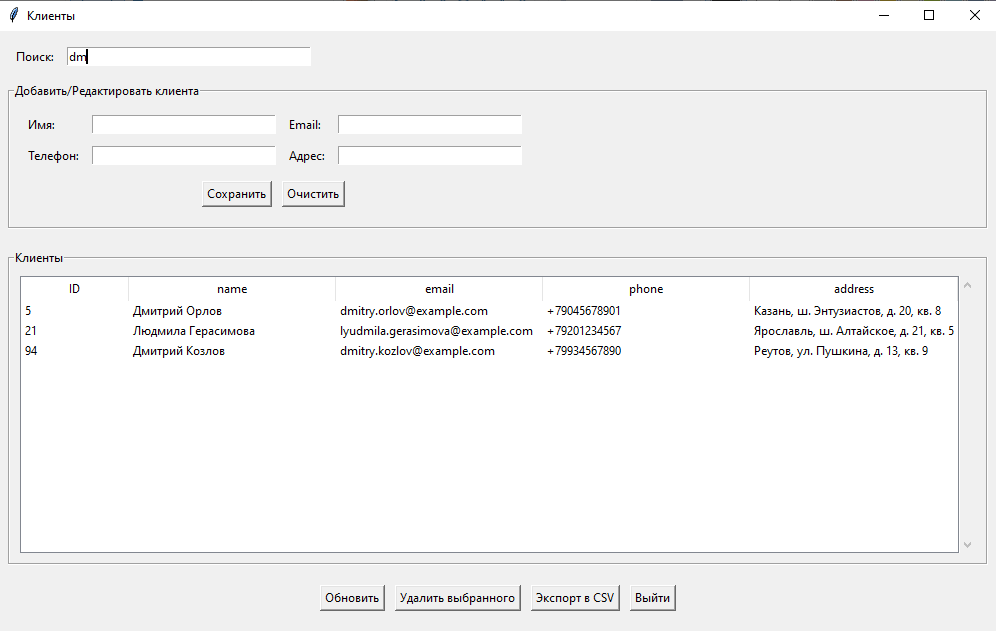 Клиенты
Поиск: dm
Добавить/Редактировать клиента
Имя: Email:
Телефон: Адрес:
Сохранить Очистить
Клиенты
ID name email phone address
5 Дмитрий Орлов dmitry.orlov@example.com +79045678901 Казань, ш. Энтузиастов, д. 20, кв. 8
21 Людмила Герасимова lyudmila.gerasimova@example.com +79201234567 Ярославль, ш. Алтайское, д. 21, кв. 5
94 Дмитрий Козлов dmitry.kozlov@example.com +79934567890 Реутов, ул. Пушкина, д. 13, кв. 9
Обновить Удалить выбранного Экспорт в CSV Выйти